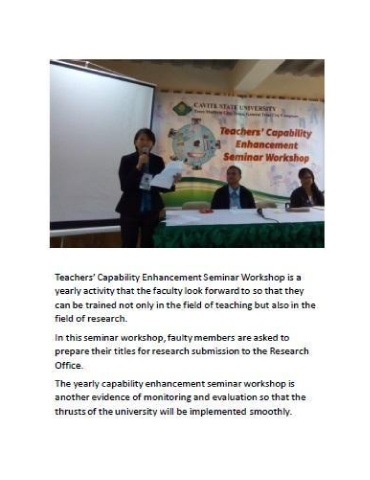 CAVITE STATE UNIVERSITY
Teachers' Capability
Enhancement
Seminar Workshop
Teachers' Capability Enhancement Seminar Workshop is a
yearly activity that the faculty look forward to so that they
can be trained not only in the field of teaching but also in the
field of research.
In this seminar workshop, faulty members are asked to
prepare their titles for research submission to the Research
Office.
The yearly capability enhancement seminar workshop is
another evidence of monitoring and evaluation so that the
thrusts of the university will be implemented smoothly.